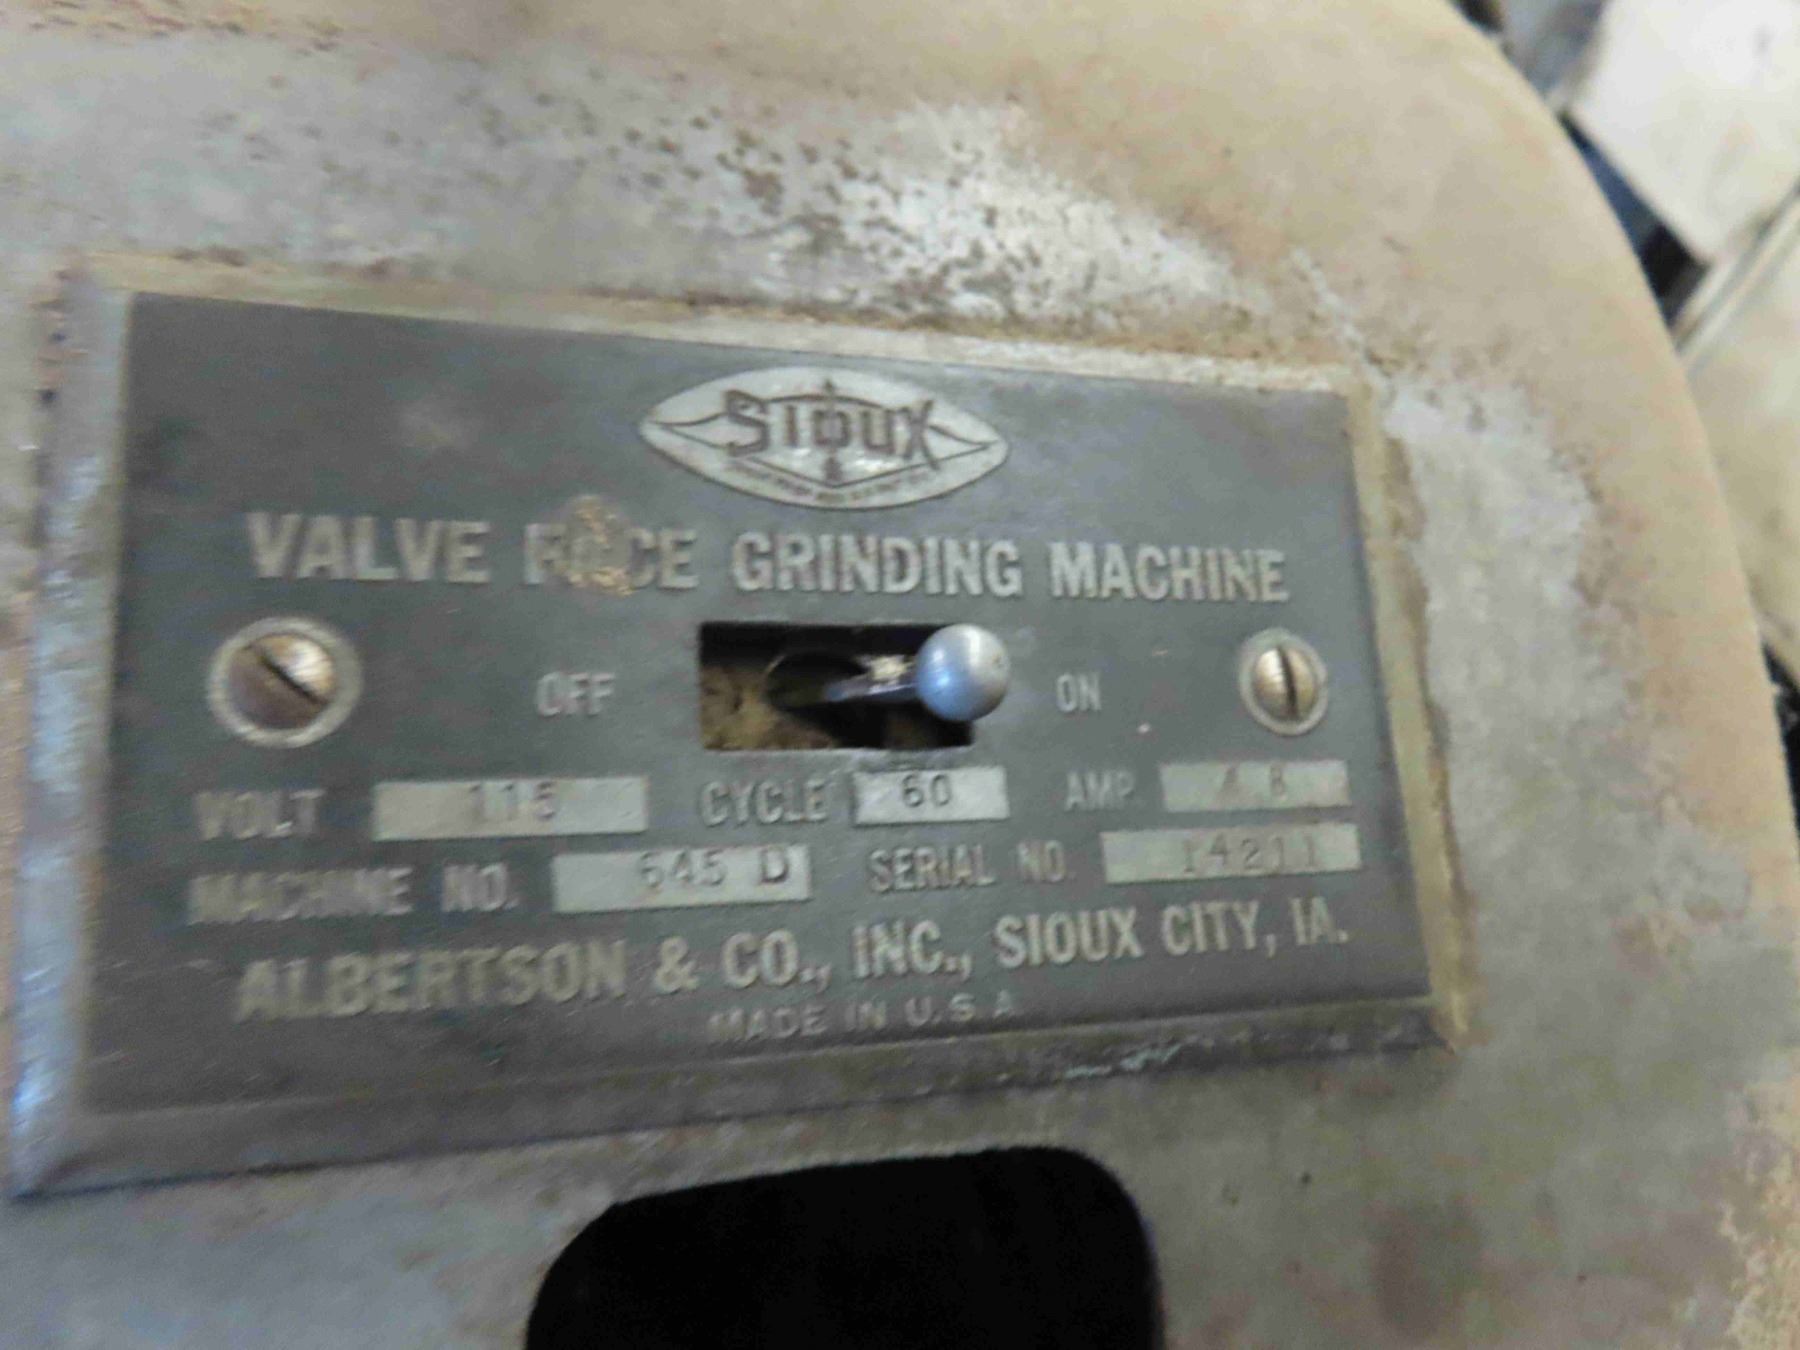 SIOUX
VALVE FACE GRINDING MACHINE
OFF ON
VOLT 115 CYCLE 60 AMP.
MACHINE NO. 645 D SERIAL NO. 14211
ALBERTSON & CO., INC., SIOUX CITY, IA.
MADE IN U.S.A.